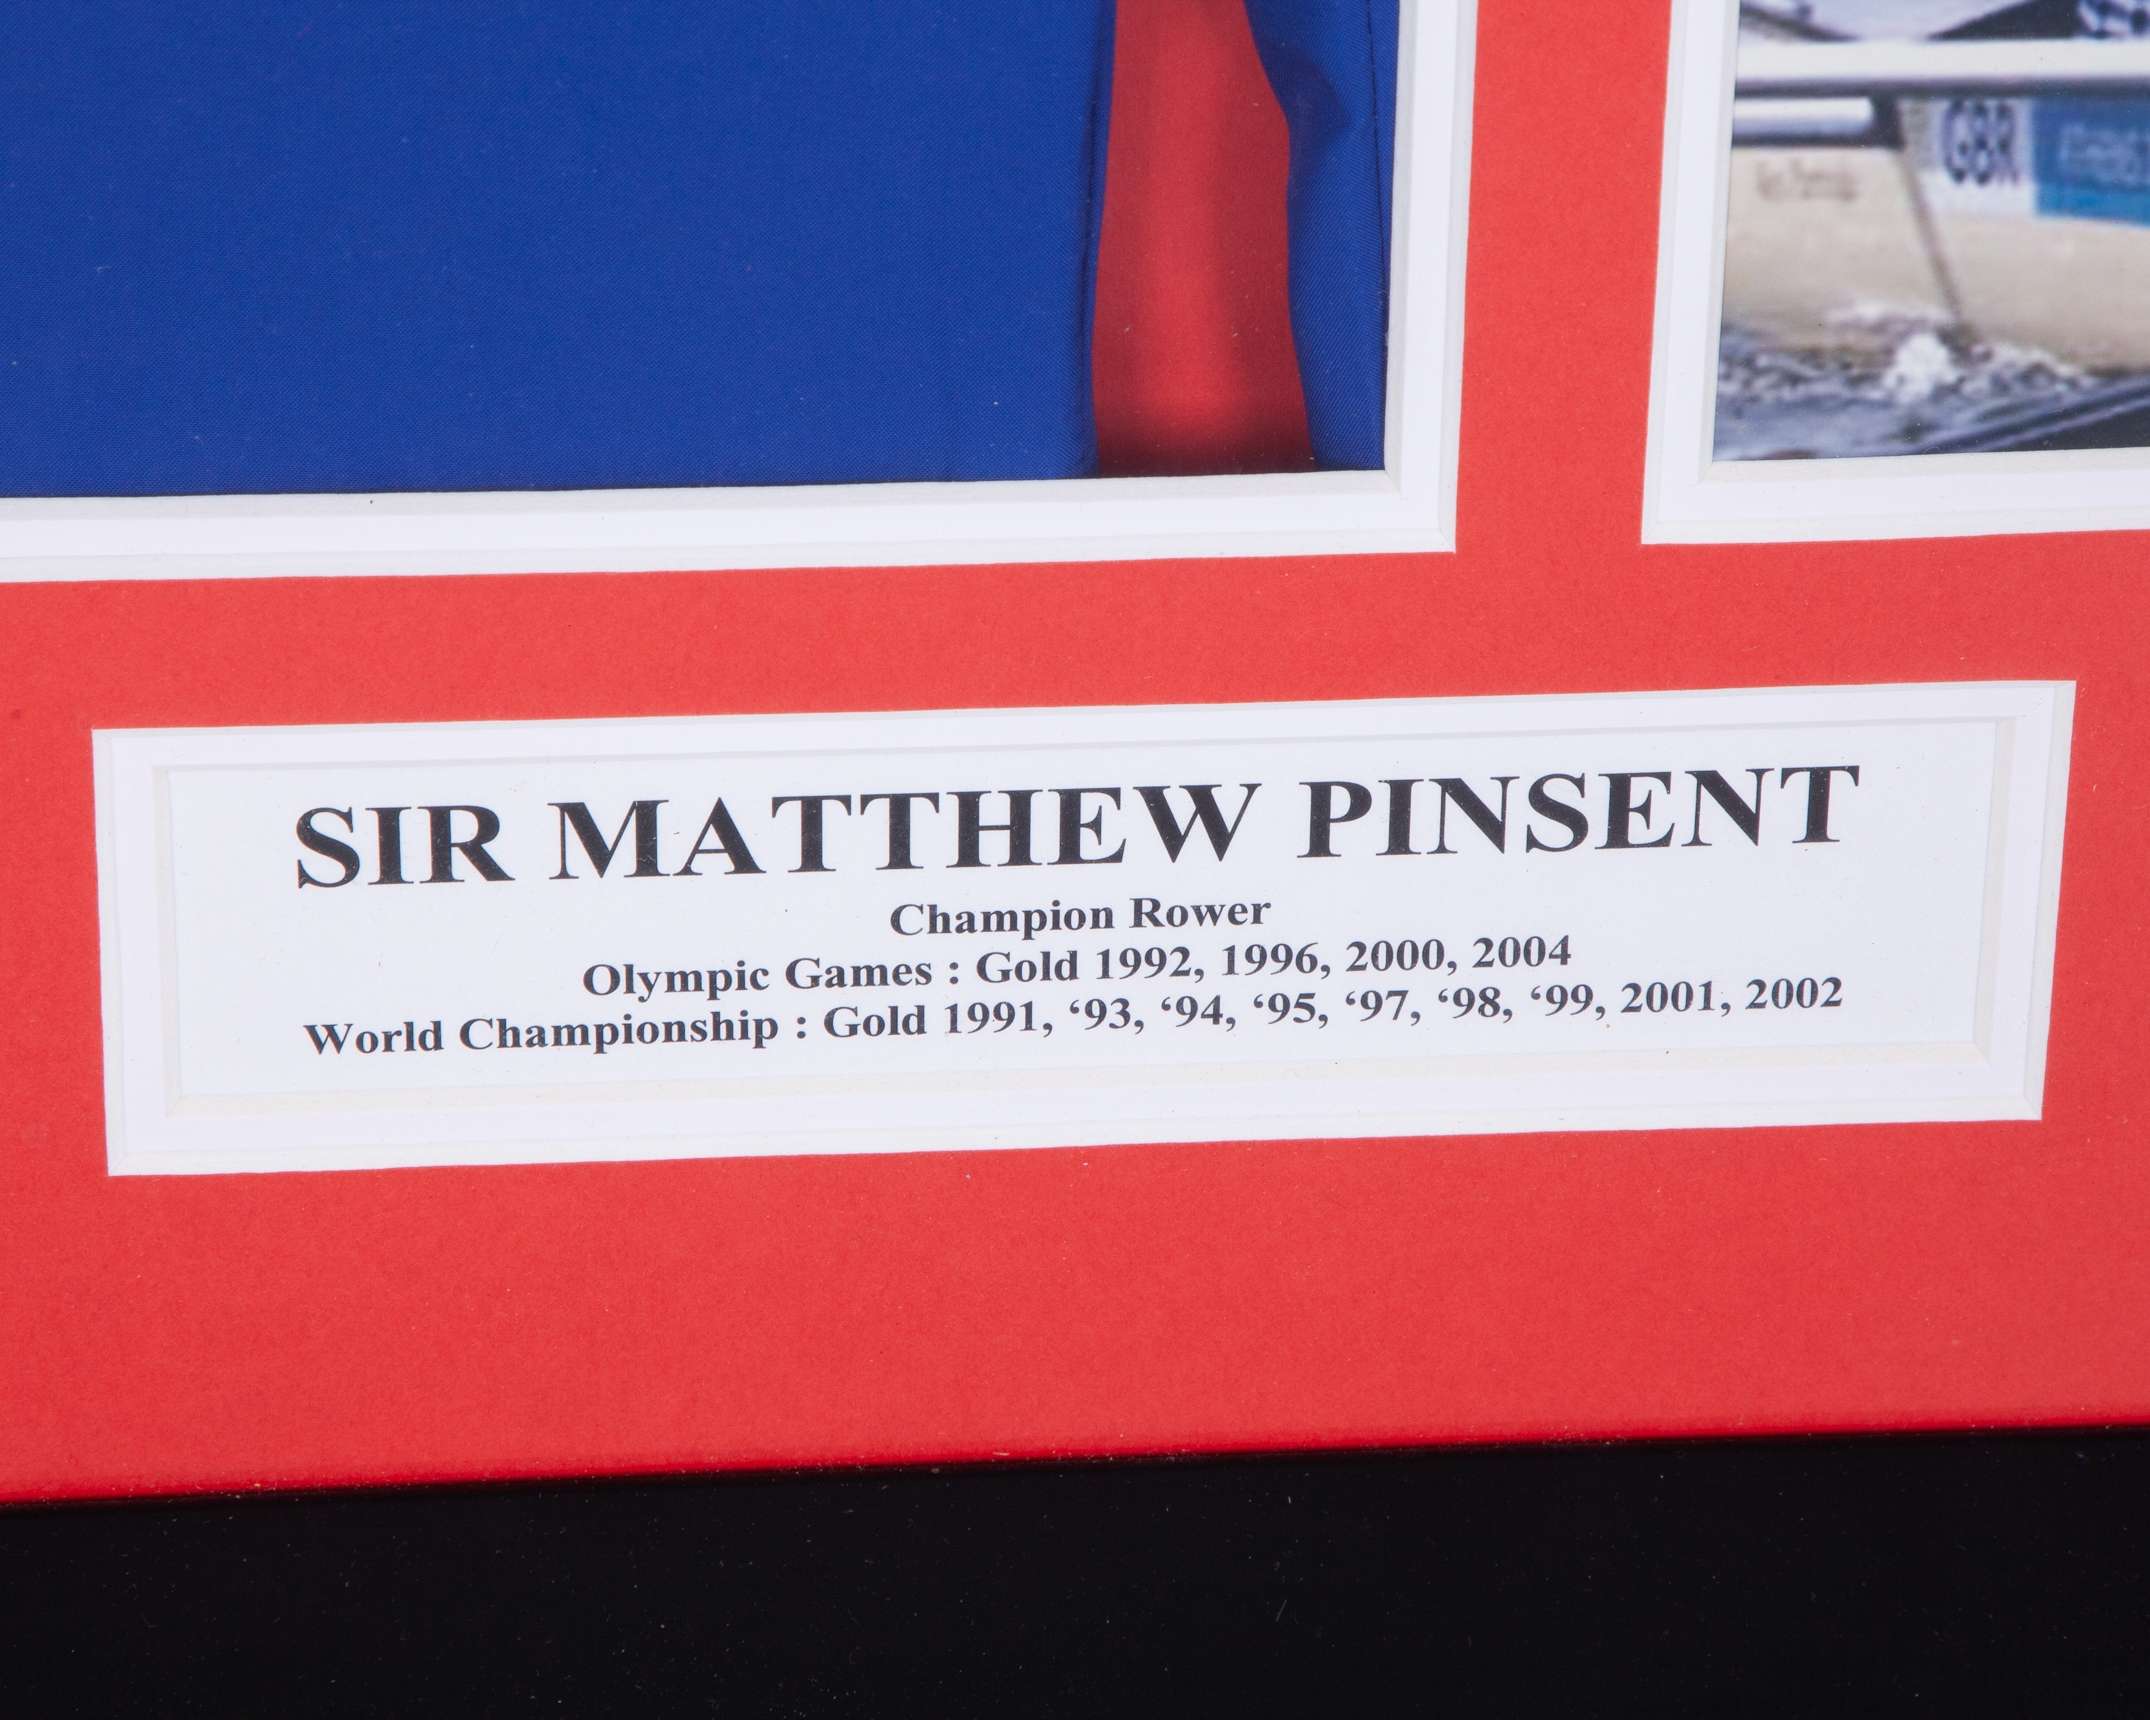 GBR
SIR MATTHEW PINSENT
Champion Rower
Olympic Games : Gold 1992, 1996, 2000, 2004
World Championship : Gold 1991, ‘93, ‘94, ‘95, ‘97, ‘98, ‘99, 2001, 2002